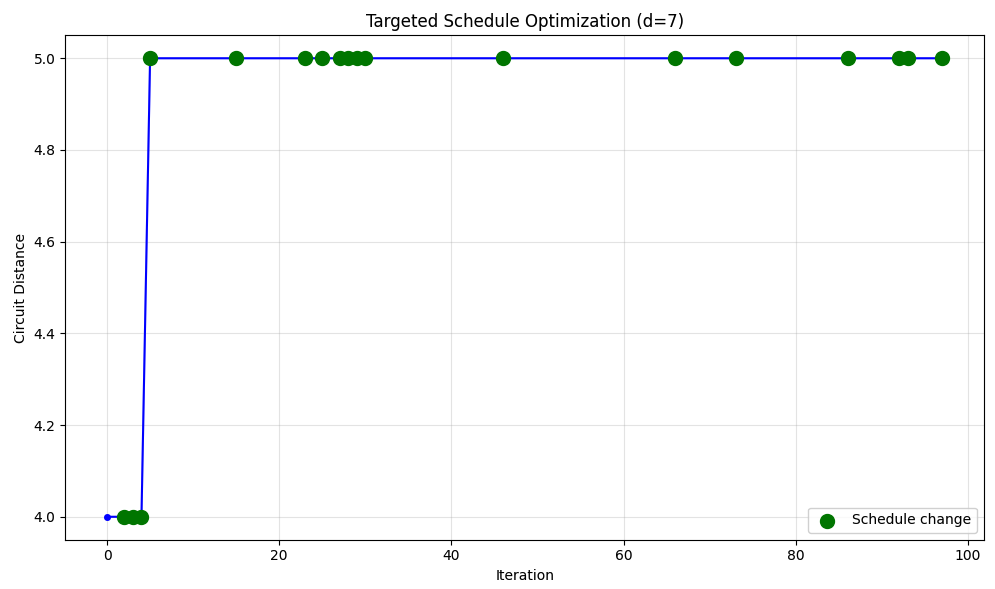 Targeted Schedule Optimization (d=7)
Circuit Distance
5.0
4.8
4.6
4.4
4.2
4.0
Schedule change
0 20 40 60 80 100
Iteration